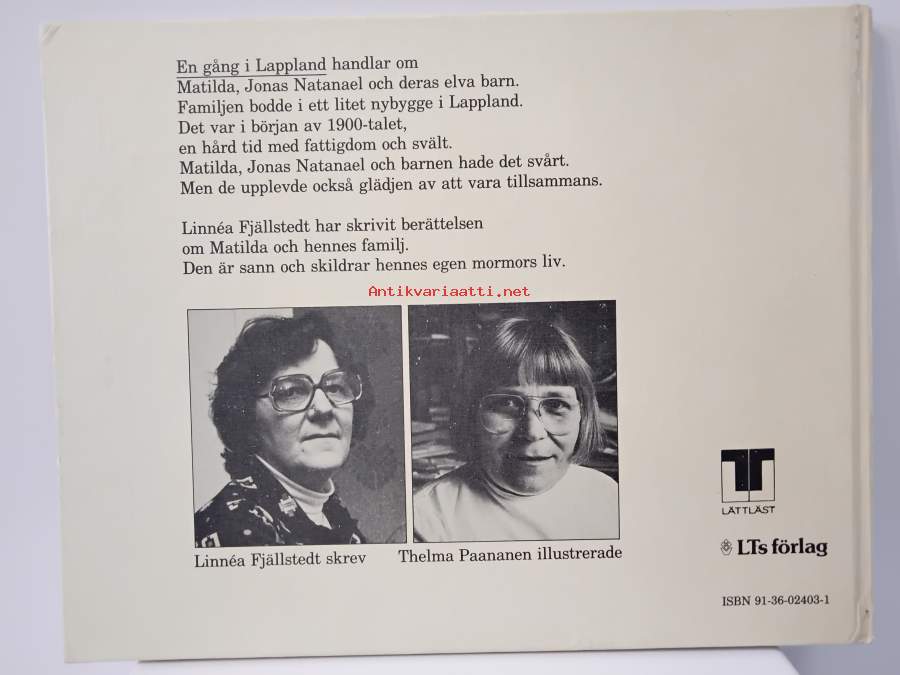 En gång i Lappland handlar om
Matilda, Jonas Natanael och deras elva barn.
Familjen bodde i ett litet nybygge i Lappland.
Det var i början av 1900-talet,
en hård tid med fattigdom och svält.
Matilda, Jonas Natanael och barnen hade det svårt.
Men de upplevde också glädjen av att vara tillsammans.
Linnéa Fjällstedt har skrivit berättelsen
om Matilda och hennes familj.
Den är sann och skildrar hennes egen mormors liv.
Antikvariaatti.net
Linnéa Fjällstedt skrev
Thelma Paananen illustrerade
LÄTTLÄST
LTs förlag
ISBN 91-36-02403-1